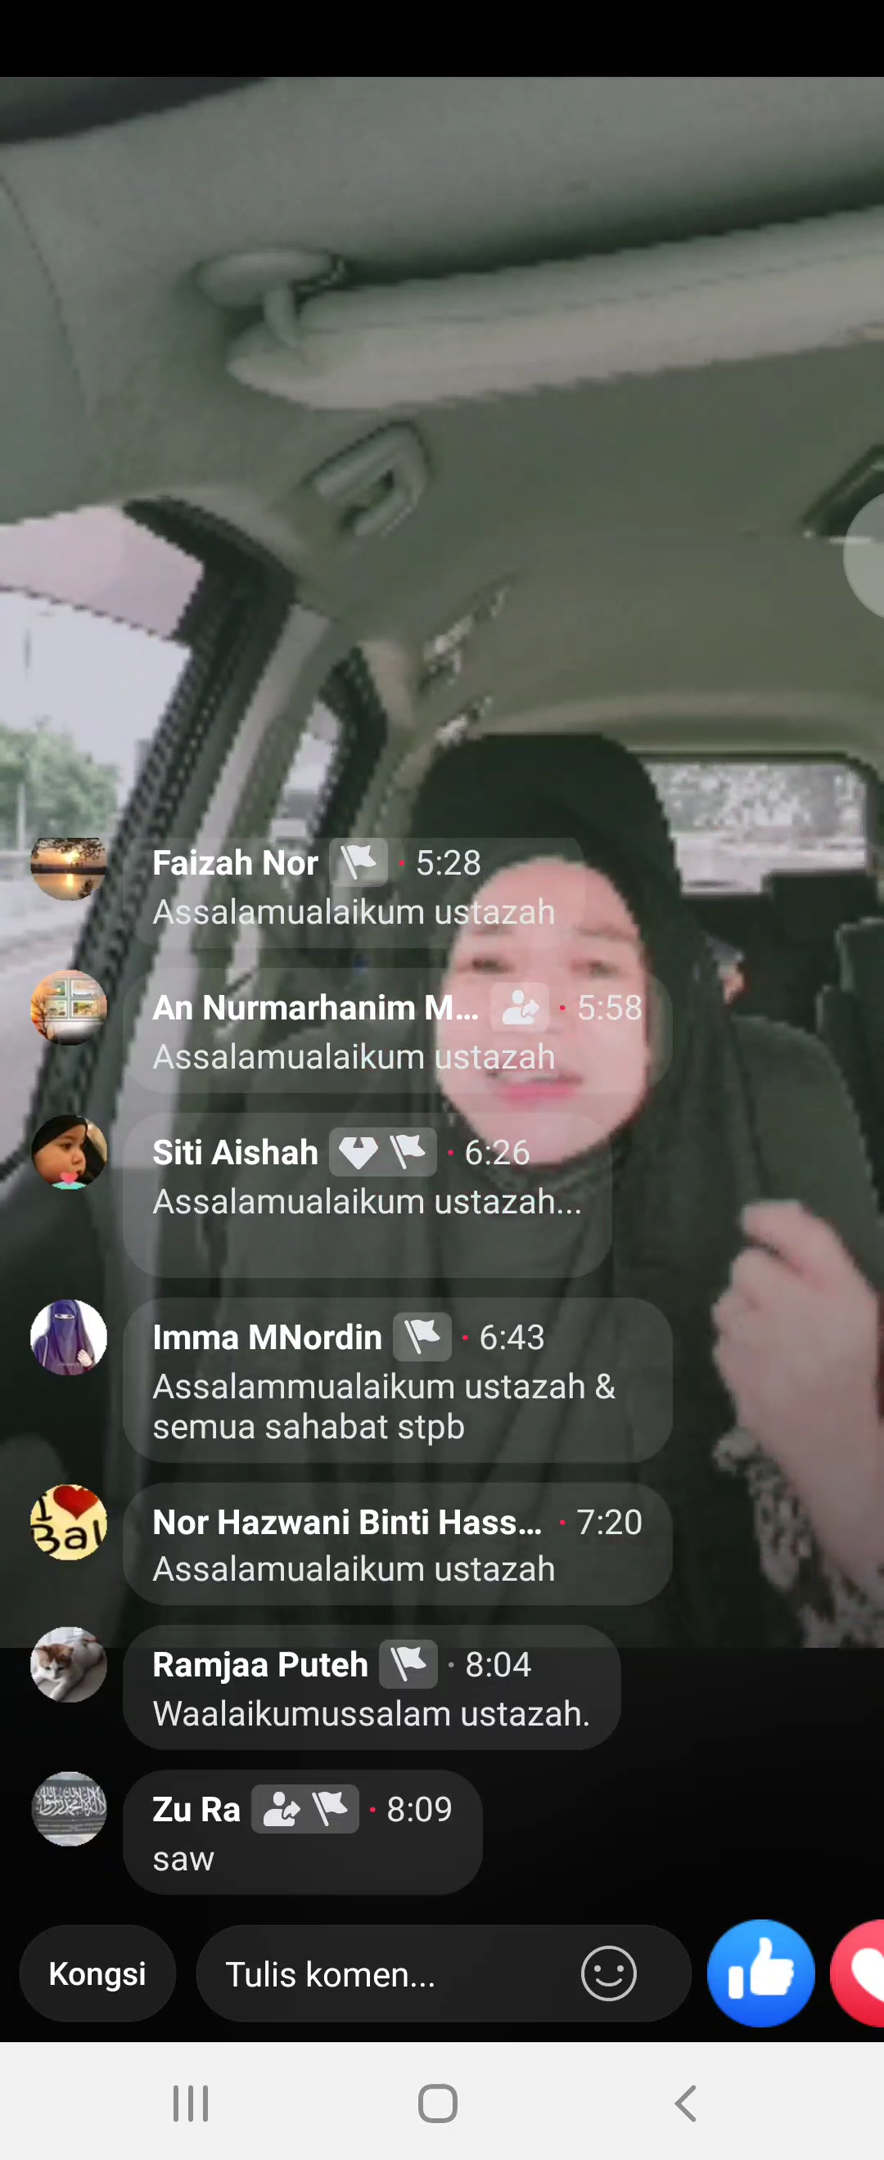 Faizah Nor · 5:28
Assalamualaikum ustazah
An Nurmarhanim M... · 5:58
Assalamualaikum ustazah
Siti Aishah · 6:26
Assalamualaikum ustazah...
Imma MNordin · 6:43
Assalammualaikum ustazah &
semua sahabat stpb
I
Bal
Nor Hazwani Binti Hass... · 7:20
Assalamualaikum ustazah
Ramjaa Puteh · 8:04
Waalaikumussalam ustazah.
Zu Ra · 8:09
saw
Kongsi
Tulis komen...